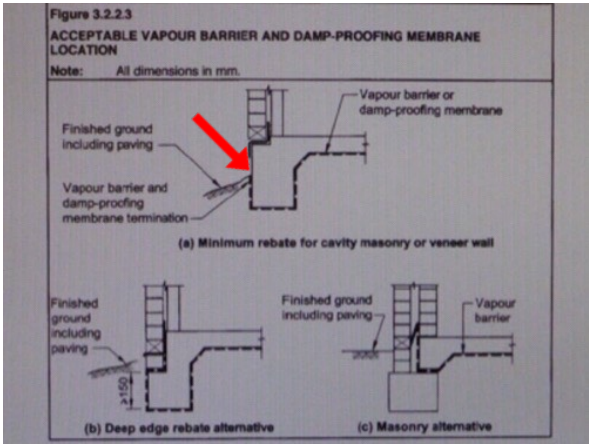 Figure 3.2.2.3
ACCEPTABLE VAPOUR BARRIER AND DAMP-PROOFING MEMBRANE
LOCATION
Note: All dimensions in mm.
Vapour barrier or
damp-proofing membrane
Finished ground
including paving
Vapour barrier and
damp-proofing
membrane termination
(a) Minimum rebate for cavity masonry or veneer wall
Finished
ground
including
paving
≥150
(b) Deep edge rebate alternative
Finished ground
including paving
Vapour
barrier
(c) Masonry alternative